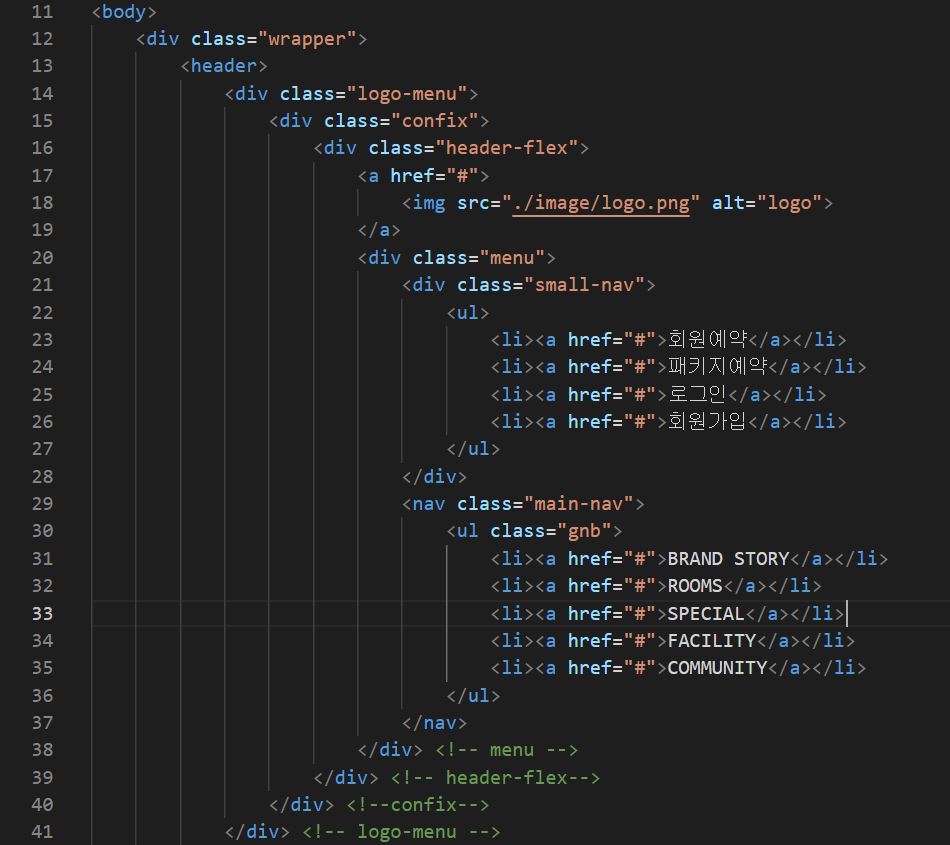 11 <body>
12 <div class="wrapper">
13 <header>
14 <div class="logo-menu">
15 <div class="confix">
16 <div class="header-flex">
17 <a href="#">
18 <img src="./image/logo.png" alt="logo">
19 </a>
20 <div class="menu">
21 <div class="small-nav">
22 <ul>
23 <li><a href="#">회원예약</a></li>
24 <li><a href="#">패키지예약</a></li>
25 <li><a href="#">로그인</a></li>
26 <li><a href="#">회원가입</a></li>
27 </ul>
28 </div>
29 <nav class="main-nav">
30 <ul class="gnb">
31 <li><a href="#">BRAND STORY</a></li>
32 <li><a href="#">ROOMS</a></li>
33 <li><a href="#">SPECIAL</a></li>
34 <li><a href="#">FACILITY</a></li>
35 <li><a href="#">COMMUNITY</a></li>
36 </ul>
37 </nav>
38 </div> <!-- menu -->
39 </div> <!-- header-flex-->
40 </div> <!--confix-->
41 </div> <!-- logo-menu -->